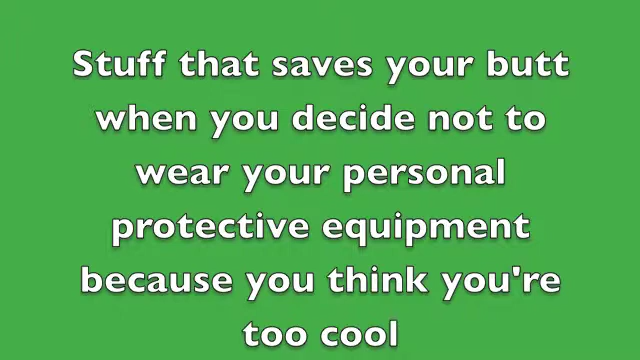 Stuff that saves your butt
when you decide not to
wear your personal
protective equipment
because you think you're
too cool